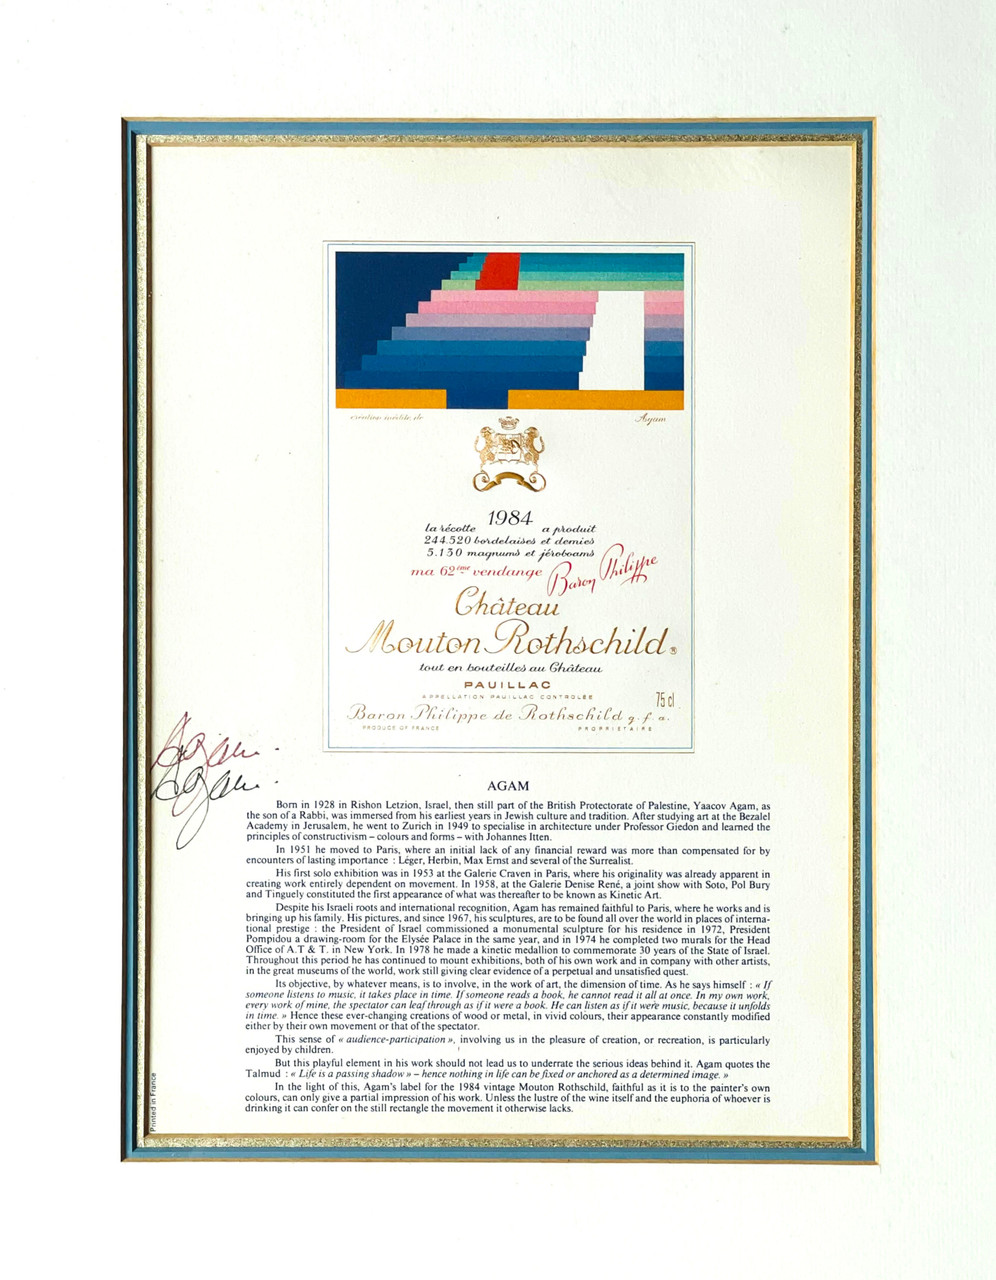 création inédite de Agam
1984
la récolte a produit
244.520 bordelaises et demies
5.130 magnums et jéroboams
ma 62ème vendange Baron Philippe
Château
Mouton Rothschild ®
tout en bouteilles au Château
PAUILLAC
APPELLATION PAUILLAC CONTROLÉE
75 cl
Baron Philippe de Rothschild g.f.a.
PRODUCE OF FRANCE PROPRIETAIRE
Agam
Agam
AGAM
Born in 1928 in Rishon Letzion, Israel, then still part of the British Protectorate of Palestine, Yaacov Agam, as
the son of a Rabbi, was immersed from his earliest years in Jewish culture and tradition. After studying art at the Bezalel
Academy in Jerusalem, he went to Zurich in 1949 to specialise in architecture under Professor Giedon and learned the
principles of constructivism – colours and forms – with Johannes Itten.
In 1951 he moved to Paris, where an initial lack of any financial reward was more than compensated for by
encounters of lasting importance : Léger, Herbin, Max Ernst and several of the Surrealist.
His first solo exhibition was in 1953 at the Galerie Craven in Paris, where his originality was already apparent in
creating work entirely dependent on movement. In 1958, at the Galerie Denise René, a joint show with Soto, Pol Bury
and Tinguely constituted the first appearance of what was thereafter to be known as Kinetic Art.
Despite his Israeli roots and international recognition, Agam has remained faithful to Paris, where he works and is
bringing up his family. His pictures, and since 1967, his sculptures, are to be found all over the world in places of interna-
tional prestige : the President of Israel commissioned a monumental sculpture for his residence in 1972, President
Pompidou a drawing-room for the Elysée Palace in the same year, and in 1974 he completed two murals for the Head
Office of A.T & T. in New York. In 1978 he made a kinetic medallion to commemorate 30 years of the State of Israel.
Throughout this period he has continued to mount exhibitions, both of his own work and in company with other artists,
in the great museums of the world, work still giving clear evidence of a perpetual and unsatisfied quest.
Its objective, by whatever means, is to involve, in the work of art, the dimension of time. As he says himself : « If
someone listens to music, it takes place in time. If someone reads a book, he cannot read it all at once. In my own work,
every work of mine, the spectator can leaf through as if it were a book. He can listen as if it were music, because it unfolds
in time. » Hence these ever-changing creations of wood or metal, in vivid colours, their appearance constantly modified
either by their own movement or that of the spectator.
This sense of « audience-participation », involving us in the pleasure of creation, or recreation, is particularly
enjoyed by children.
But this playful element in his work should not lead us to underrate the serious ideas behind it. Agam quotes the
Talmud : « Life is a passing shadow » – hence nothing in life can be fixed or anchored as a determined image. »
In the light of this, Agam's label for the 1984 vintage Mouton Rothschild, faithful as it is to the painter's own
colours, can only give a partial impression of his work. Unless the lustre of the wine itself and the euphoria of whoever is
drinking it can confer on the still rectangle the movement it otherwise lacks.
Printed in France